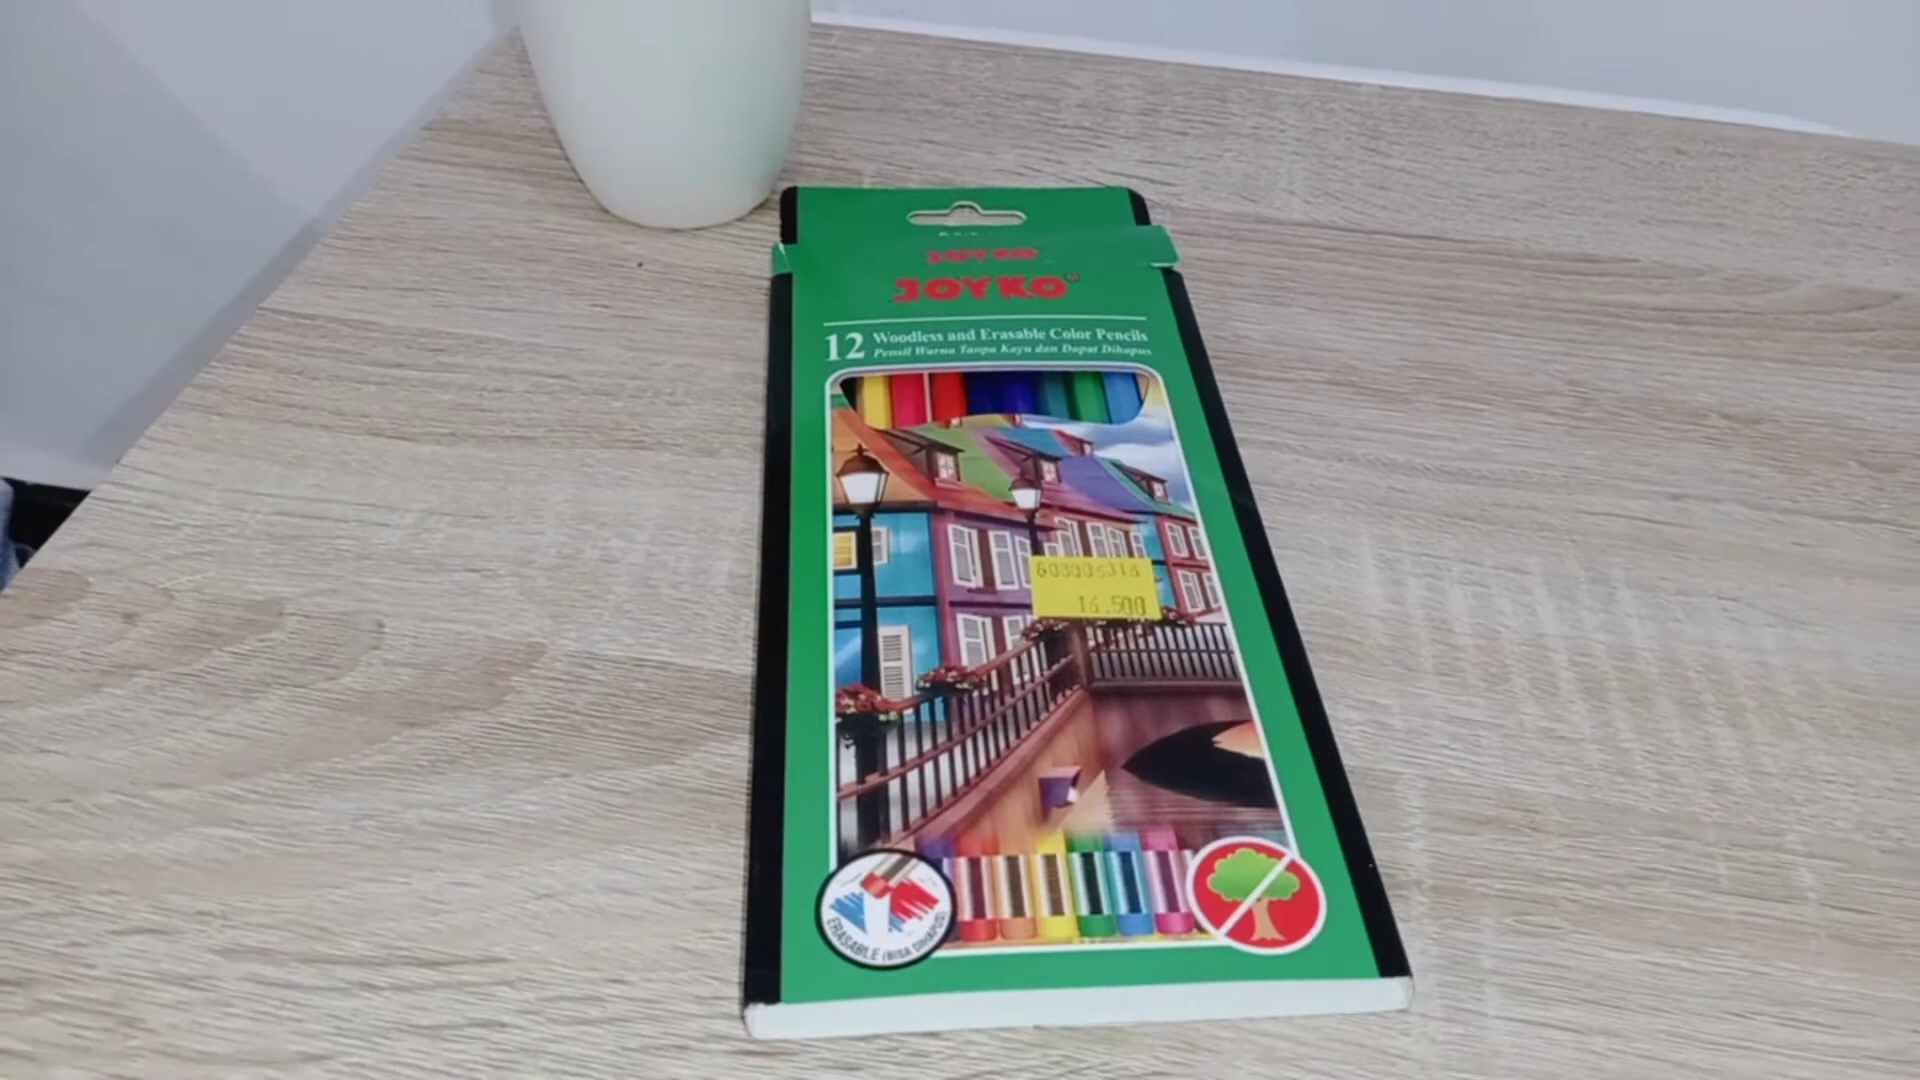 JOYKO
JOYKO®
12 Woodless and Erasable Color Pencils
Pensil Warna Tanpa Kayu dan Dapat Dihapus
16.500
ERASABLE (BISA DIHAPUS)